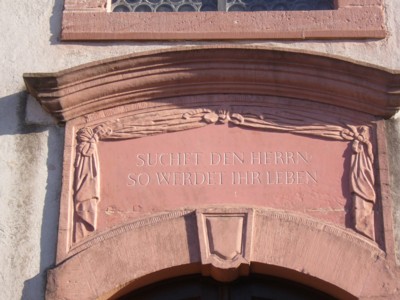 SUCHET DEN HERRN·
SO WERDET IHR LEBEN